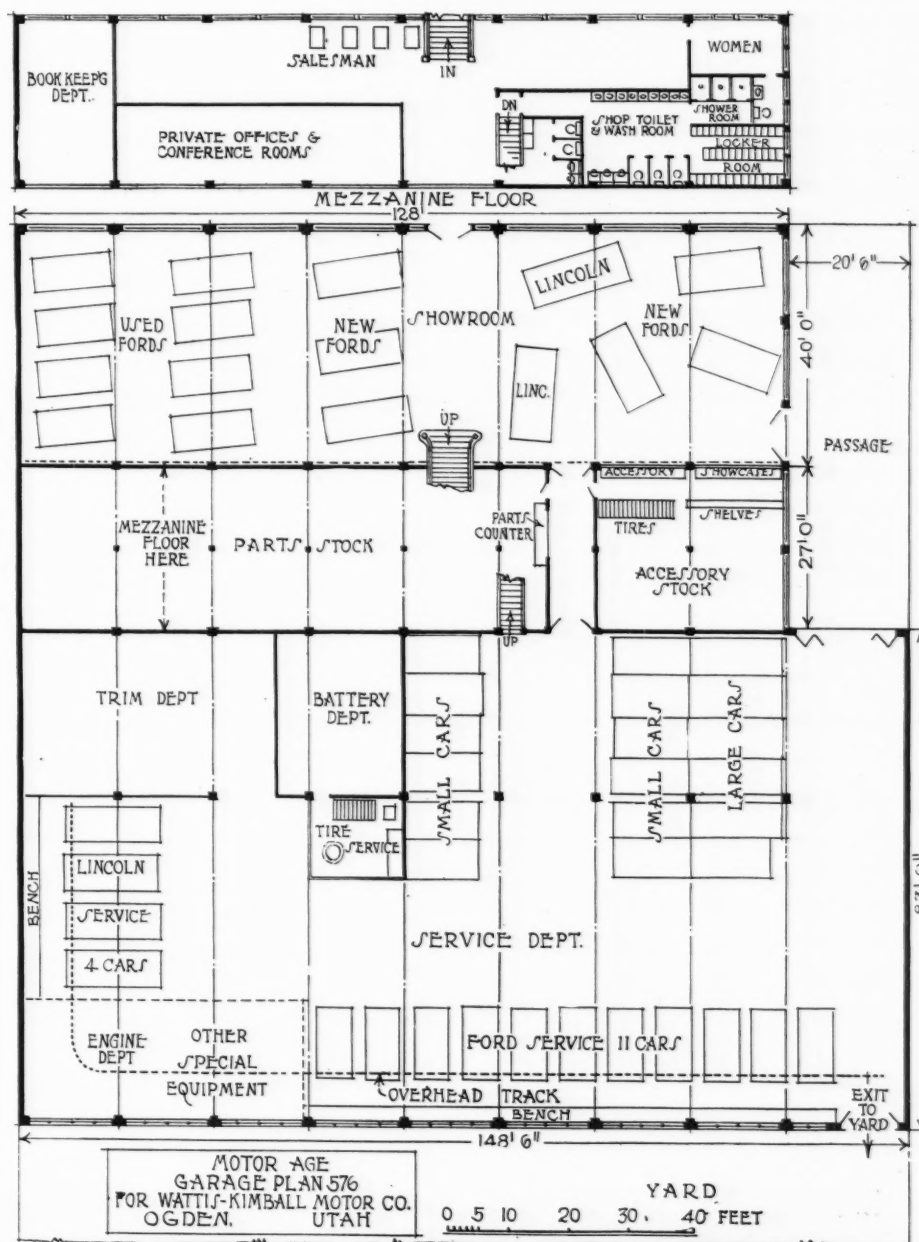 BOOK KEEP'G
DEPT.
SALESMAN
IN
PRIVATE OFFICES &
CONFERENCE ROOMS
DN
SHOP TOILET
& WASH ROOM
WOMEN
SHOWER
ROOM
LOCKER
ROOM
MEZZANINE FLOOR
128'
20' 6"
USED
FORDS
NEW
FORDS
SHOWROOM
LINCOLN
NEW
FORDS
LINC.
40' 0"
PASSAGE
UP
MEZZANINE
FLOOR
HERE
PARTS STOCK
PARTS
COUNTER
UP
ACCESSORY SHOWCASES
TIRES
SHELVES
ACCESSORY
STOCK
27' 0"
TRIM DEPT
BATTERY
DEPT.
SMALL CARS
SMALL CARS
LARGE CARS
TIRE
SERVICE
BENCH
LINCOLN
SERVICE
4 CARS
SERVICE DEPT.
ENGINE
DEPT
OTHER
SPECIAL
EQUIPMENT
FORD SERVICE 11 CARS
OVERHEAD TRACK
BENCH
EXIT
TO
YARD
148' 6"
MOTOR AGE
GARAGE PLAN 576
FOR WATTIS-KIMBALL MOTOR CO.
OGDEN, UTAH
YARD
0 5 10 20 30 40 FEET